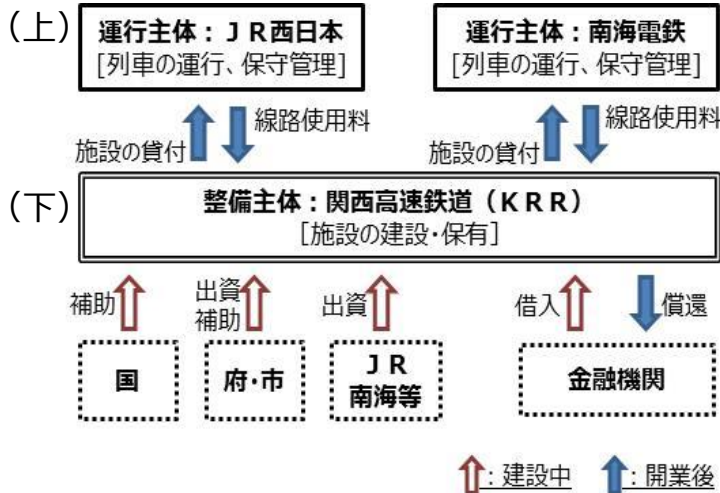 （上）
運行主体：ＪＲ西日本
[列車の運行、保守管理]
運行主体：南海電鉄
[列車の運行、保守管理]
施設の貸付
線路使用料
施設の貸付
線路使用料
（下）
整備主体：関西高速鉄道（ＫＲＲ）
[施設の建設・保有]
補助
出資
補助
出資
借入
償還
国
府・市
ＪＲ
南海等
金融機関
：建設中
：開業後